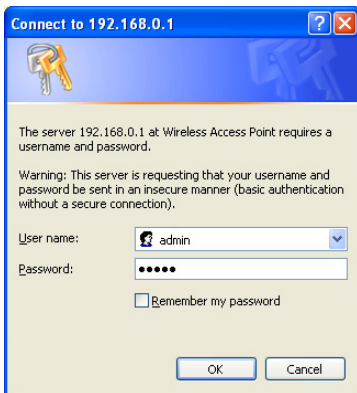 Connect to 192.168.0.1
The server 192.168.0.1 at Wireless Access Point requires a
username and password.
Warning: This server is requesting that your username and
password be sent in an insecure manner (basic authentication
without a secure connection).
User name:
admin
Password:
•••••
Remember my password
OK
Cancel